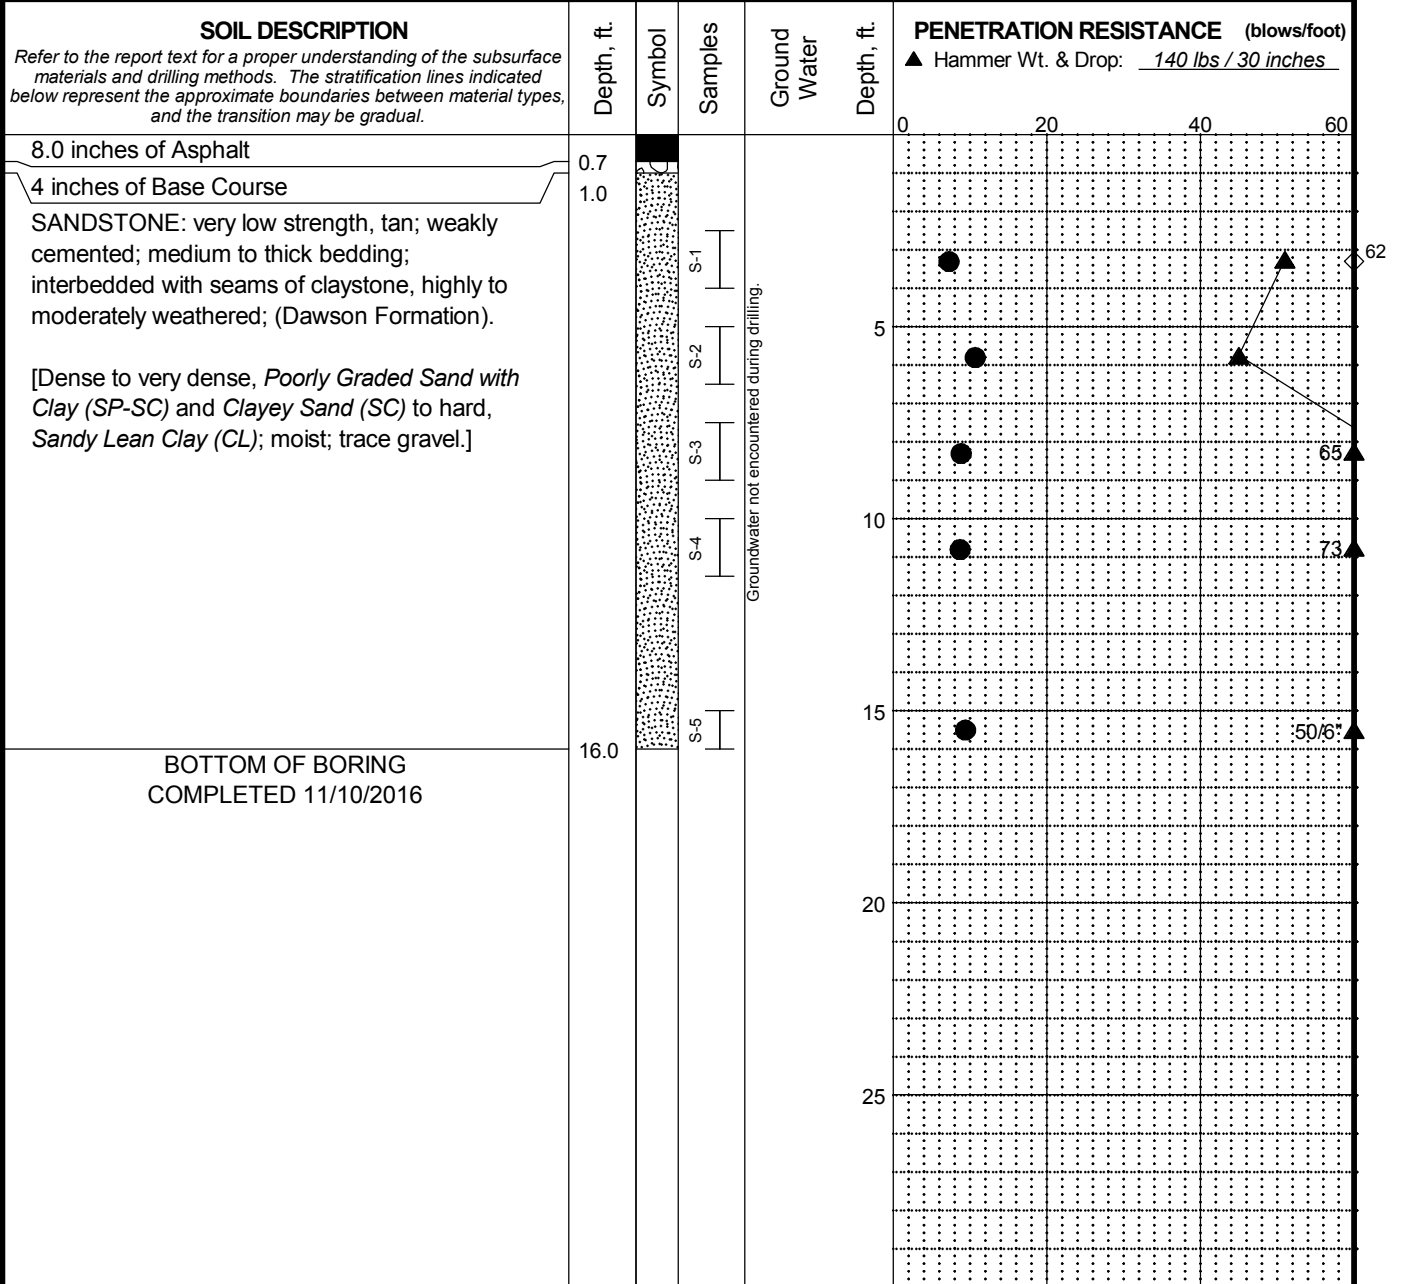 SOIL DESCRIPTION
Refer to the report text for a proper understanding of the subsurface
materials and drilling methods. The stratification lines indicated
below represent the approximate boundaries between material types,
and the transition may be gradual.
Depth, ft.
Symbol
Samples
Ground
Water
Depth, ft.
PENETRATION RESISTANCE (blows/foot)
▲ Hammer Wt. & Drop: 140 lbs / 30 inches
0 20 40 60
8.0 inches of Asphalt
0.7
4 inches of Base Course
1.0
SANDSTONE: very low strength, tan; weakly
cemented; medium to thick bedding;
interbedded with seams of claystone, highly to
moderately weathered; (Dawson Formation).
[Dense to very dense, Poorly Graded Sand with
Clay (SP-SC) and Clayey Sand (SC) to hard,
Sandy Lean Clay (CL); moist; trace gravel.]
16.0
BOTTOM OF BORING
COMPLETED 11/10/2016
S-1
S-2
S-3
S-4
S-5
Groundwater not encountered during drilling.
5
10
15
20
25
62
65
73
50/6"